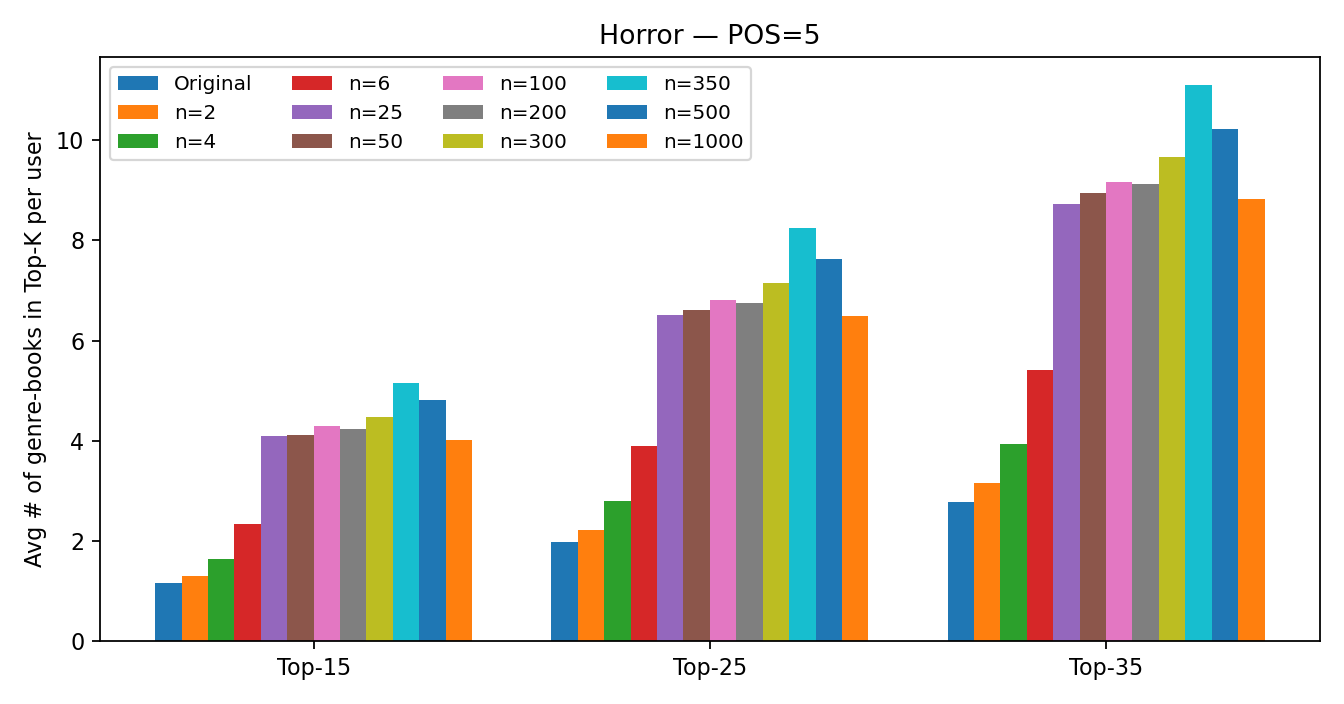 Horror — POS=5
Original n=6 n=100 n=350
n=2 n=25 n=200 n=500
n=4 n=50 n=300 n=1000
Avg # of genre-books in Top-K per user
10
8
6
4
2
0
Top-15 Top-25 Top-35